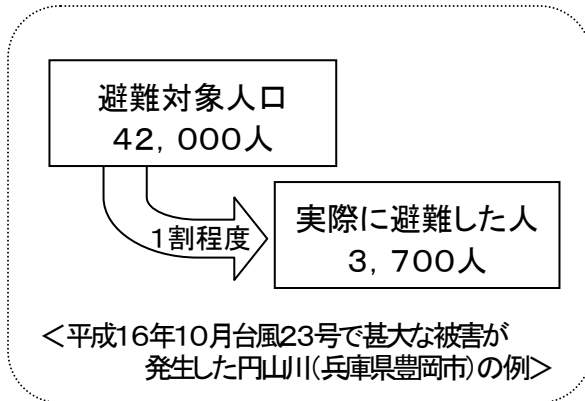 避難対象人口
42,000人
1割程度
実際に避難した人
3,700人
<平成16年10月台風23号で甚大な被害が
発生した円山川(兵庫県豊岡市)の例>